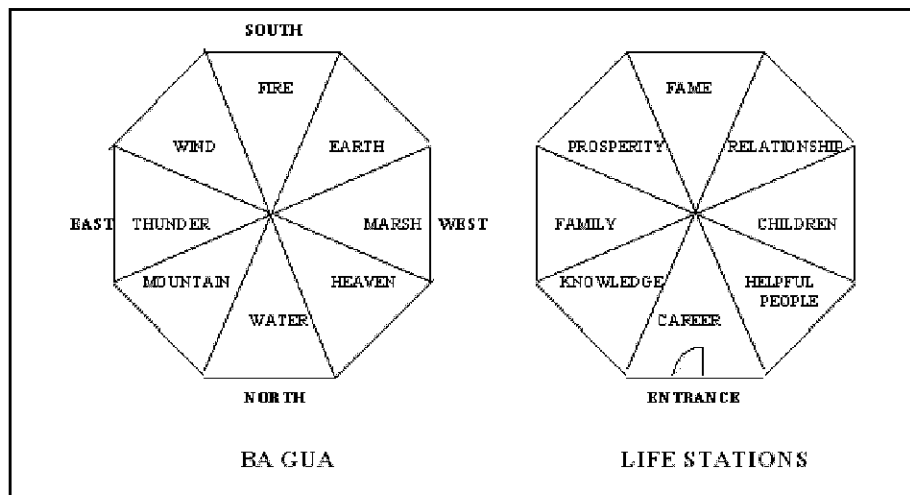 SOUTH
FIRE
WIND
EARTH
EAST
THUNDER
MARSH
WEST
MOUNTAIN
HEAVEN
WATER
NORTH
BA GUA
FAME
PROSPERITY
RELATIONSHIP
FAMILY
CHILDREN
KNOWLEDGE
HELPFUL
PEOPLE
CAREER
ENTRANCE
LIFE STATIONS